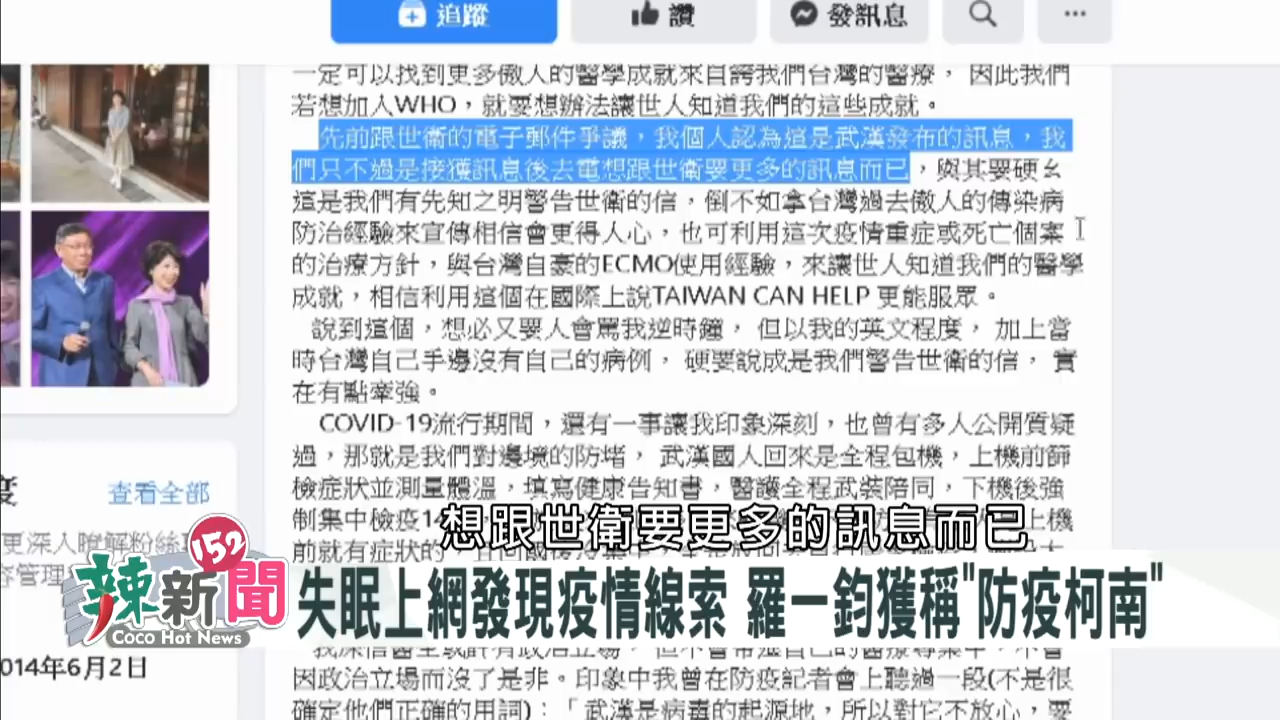 追蹤
讚
發訊息
一定可以找到更多傲人的醫學成就來自誇我們台灣的醫療， 因此我們
若想加入WHO，就要想辦法讓世人知道我們的這些成就。
先前跟世衛的電子郵件爭議，我個人認為這是武漢發布的訊息，我
們只不過是接獲訊息後去電想跟世衛要更多的訊息而已，與其要硬幺
這是我們有先知之明警告世衛的信，倒不如拿台灣過去傲人的傳染病
防治經驗來宣傳相信會更得人心，也可利用這次疫情重症或死亡個案
的治療方針，與台灣自豪的ECMO使用經驗，來讓世人知道我們的醫學
成就，相信利用這個在國際上說TAIWAN CAN HELP 更能服眾。
說到這個，想必又要人會罵我逆時鐘， 但以我的英文程度， 加上當
時台灣自己手邊沒有自己的病例， 硬要說成是我們警告世衛的信， 實
在有點牽強。
COVID-19流行期間，還有一事讓我印象深刻，也曾有多人公開質疑
過，那就是我們對邊境的防堵， 武漢國人回來是全程包機，上機前篩
檢症狀並測量體溫，填寫健康告知書，醫護全程武裝陪同，下機後強
制集中檢疫1
上機
前就有症狀的
想跟世衛要更多的訊息而已
度
查看全部
更深入瞭解粉絲
容管理
辣新聞
152
Coco Hot News
失眠上網發現疫情線索 羅一鈞獲稱"防疫柯南"
014年6月2日
因政治立場而沒了是非。印象中我曾在防疫記者會上聽過一段(不是很
確定他們正確的用詞)：「武漢是病毒的起源地，所以對它不放心，要